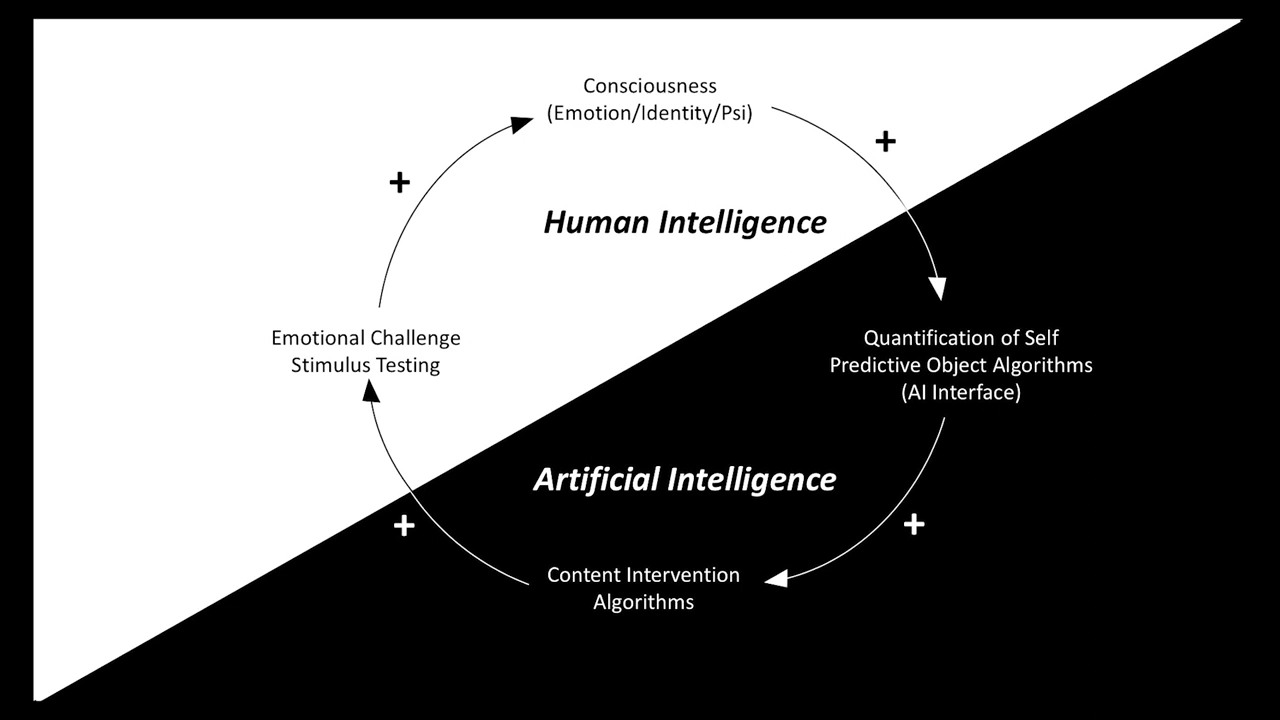 Consciousness
(Emotion/Identity/Psi)
+
+
Human Intelligence
Emotional Challenge
Stimulus Testing
Quantification of Self
Predictive Object Algorithms
(AI Interface)
Artificial Intelligence
+
+
Content Intervention
Algorithms